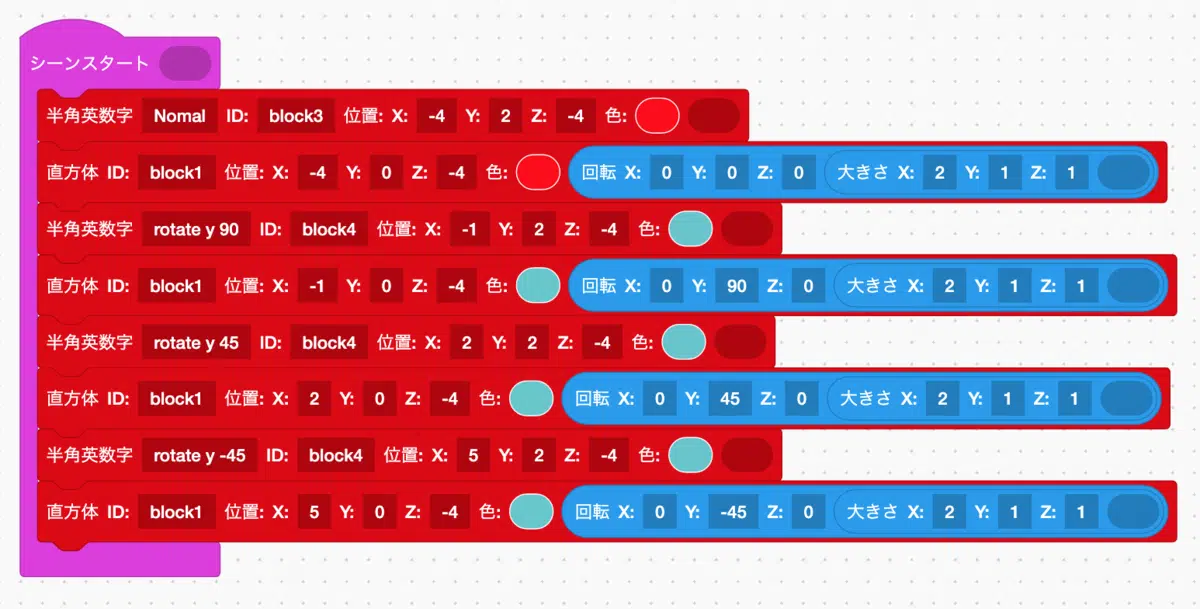 シーンスタート
半角英数字 Nomal ID: block3 位置: X: -4 Y: 2 Z: -4 色:
直方体 ID: block1 位置: X: -4 Y: 0 Z: -4 色: 回転 X: 0 Y: 0 Z: 0 大きさ X: 2 Y: 1 Z: 1
半角英数字 rotate y 90 ID: block4 位置: X: -1 Y: 2 Z: -4 色:
直方体 ID: block1 位置: X: -1 Y: 0 Z: -4 色: 回転 X: 0 Y: 90 Z: 0 大きさ X: 2 Y: 1 Z: 1
半角英数字 rotate y 45 ID: block4 位置: X: 2 Y: 2 Z: -4 色:
直方体 ID: block1 位置: X: 2 Y: 0 Z: -4 色: 回転 X: 0 Y: 45 Z: 0 大きさ X: 2 Y: 1 Z: 1
半角英数字 rotate y -45 ID: block4 位置: X: 5 Y: 2 Z: -4 色:
直方体 ID: block1 位置: X: 5 Y: 0 Z: -4 色: 回転 X: 0 Y: -45 Z: 0 大きさ X: 2 Y: 1 Z: 1